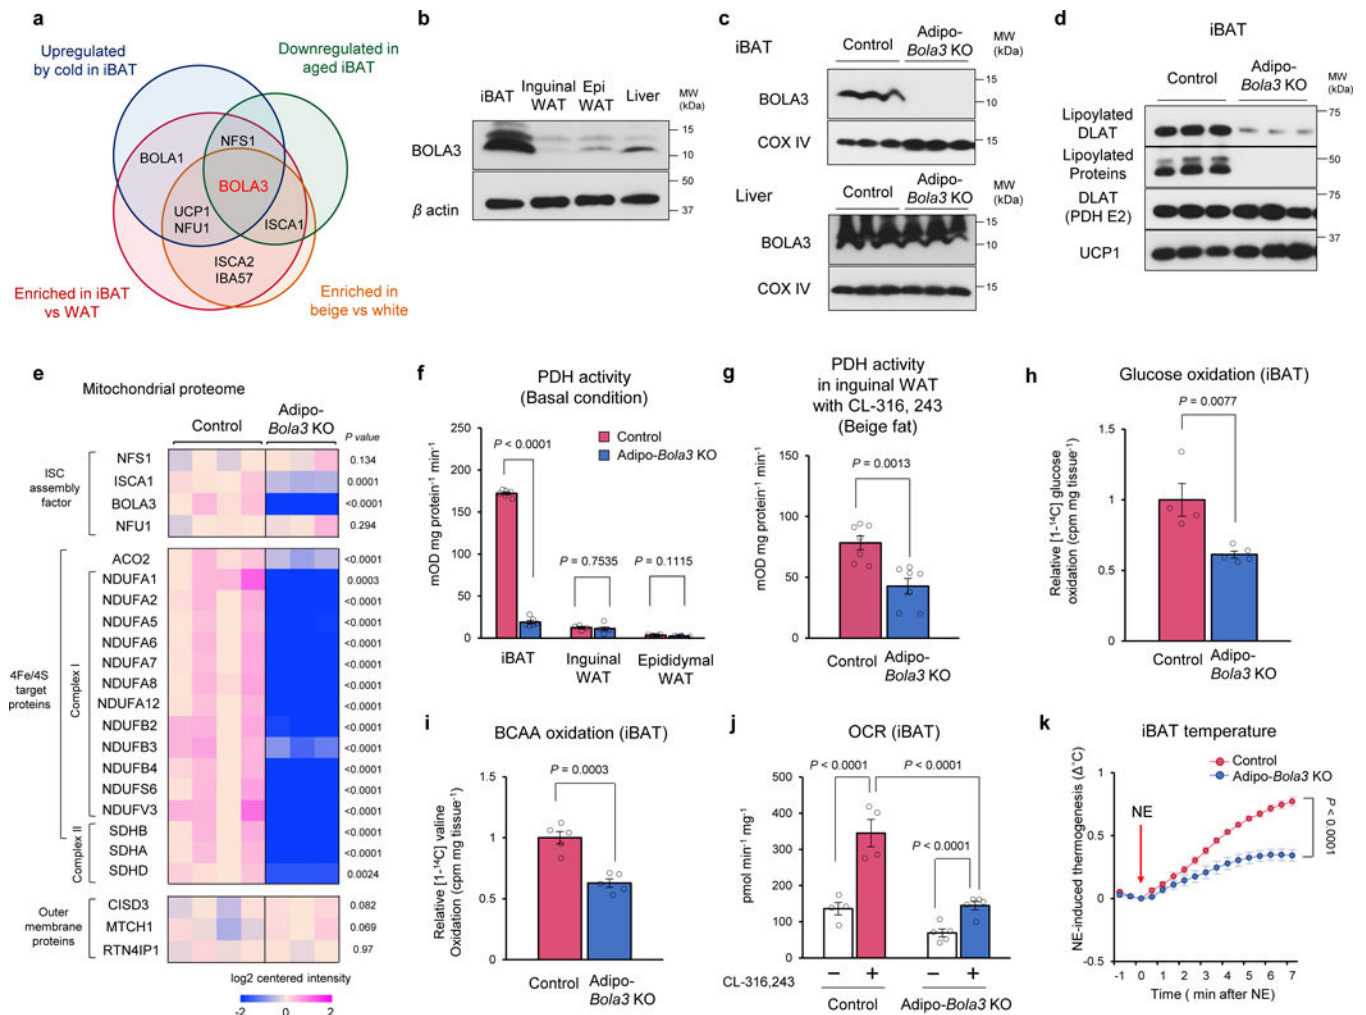 a
Upregulated
by cold in iBAT
Downregulated in
aged iBAT
NFS1
BOLA1
BOLA3
UCP1
NFU1
ISCA1
ISCA2
IBA57
Enriched in iBAT
vs WAT
Enriched in
beige vs white
b
iBAT
Inguinal
WAT
Epi
WAT
Liver
MW
(kDa)
BOLA3
15
10
50
β actin
37
c
iBAT
Control
Adipo-
Bola3 KO
MW
(kDa)
BOLA3
15
10
COX IV
15
Liver
Control
Adipo-
Bola3 KO
MW
(kDa)
BOLA3
15
10
COX IV
15
d
iBAT
Control
Adipo-
Bola3 KO
MW
(kDa)
75
Lipoylated
DLAT
50
Lipoylated
Proteins
75
DLAT
(PDH E2)
37
UCP1
e
Mitochondrial proteome
Control
Adipo-
Bola3 KO
P value
ISC
assembly
factor
NFS1 0.134
ISCA1 0.0001
BOLA3 <0.0001
NFU1 0.294
4Fe/4S
target
proteins
ACO2 <0.0001
Complex I
NDUFA1 0.0003
NDUFA2 <0.0001
NDUFA5 <0.0001
NDUFA6 <0.0001
NDUFA7 <0.0001
NDUFA8 <0.0001
NDUFA12 <0.0001
NDUFB2 <0.0001
NDUFB3 <0.0001
NDUFB4 <0.0001
NDUFS6 <0.0001
NDUFV3 <0.0001
Complex II
SDHB <0.0001
SDHA <0.0001
SDHD 0.0024
Outer
membrane
proteins
CISD3 0.082
MTCH1 0.069
RTN4IP1 0.97
log2 centered intensity
-2 0 2
f
PDH activity
(Basal condition)
Control
Adipo-Bola3 KO
P < 0.0001
P = 0.7535
P = 0.1115
mOD mg protein⁻¹ min⁻¹
250
200
150
100
50
0
iBAT
Inguinal
WAT
Epididymal
WAT
g
PDH activity
in inguinal WAT
with CL-316, 243
(Beige fat)
P = 0.0013
mOD mg protein⁻¹ min⁻¹
150
100
50
0
Control
Adipo-
Bola3 KO
h
Glucose oxidation (iBAT)
P = 0.0077
Relative [1-¹⁴C] glucose
oxidation (cpm mg tissue⁻¹)
1.5
1
0.5
0
Control
Adipo-
Bola3 KO
i
BCAA oxidation (iBAT)
P = 0.0003
Relative [1-¹⁴C] valine
Oxidation (cpm mg tissue⁻¹)
1.5
1
0.5
0
Control
Adipo-
Bola3 KO
j
OCR (iBAT)
P < 0.0001
P < 0.0001
P < 0.0001
pmol min⁻¹ mg⁻¹
500
400
300
200
100
0
CL-316,243
− + − +
Control
Adipo-Bola3 KO
k
iBAT temperature
Control
Adipo-Bola3 KO
NE
P < 0.0001
NE-induced thermogenesis (Δ°C)
1
0.5
0
-0.5
-1 0 1 2 3 4 5 6 7
Time ( min after NE)